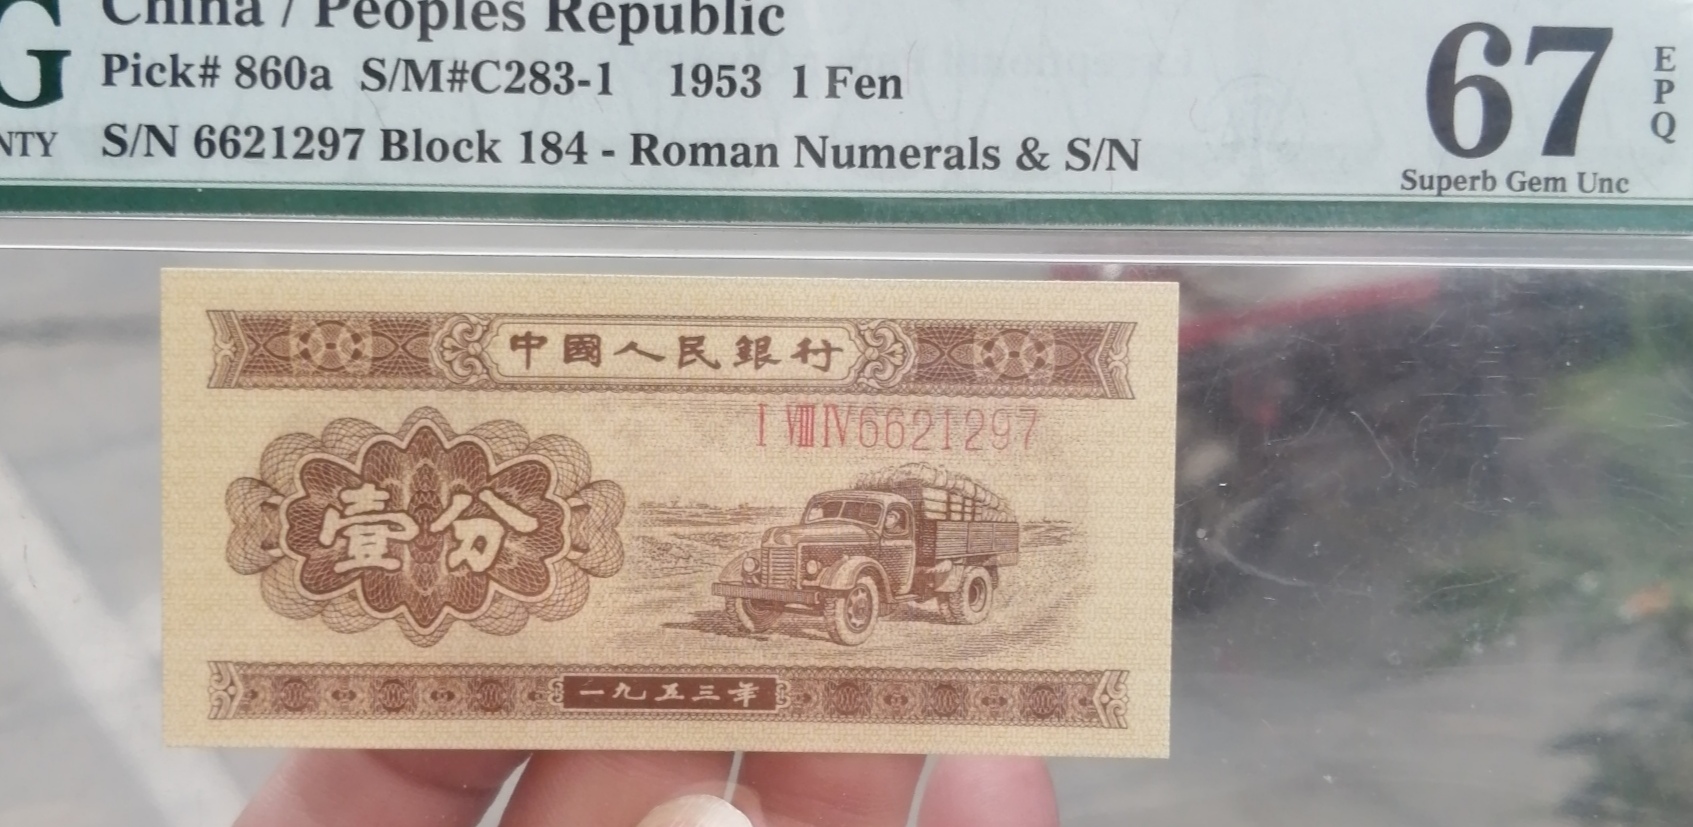 G China / Peoples Republic
Pick# 860a S/M#C283-1 1953 1 Fen
NTY S/N 6621297 Block 184 - Roman Numerals & S/N
67
EPQ
Superb Gem Unc
中國人民銀行
I VIII IV 6621297
壹分
一九五三年